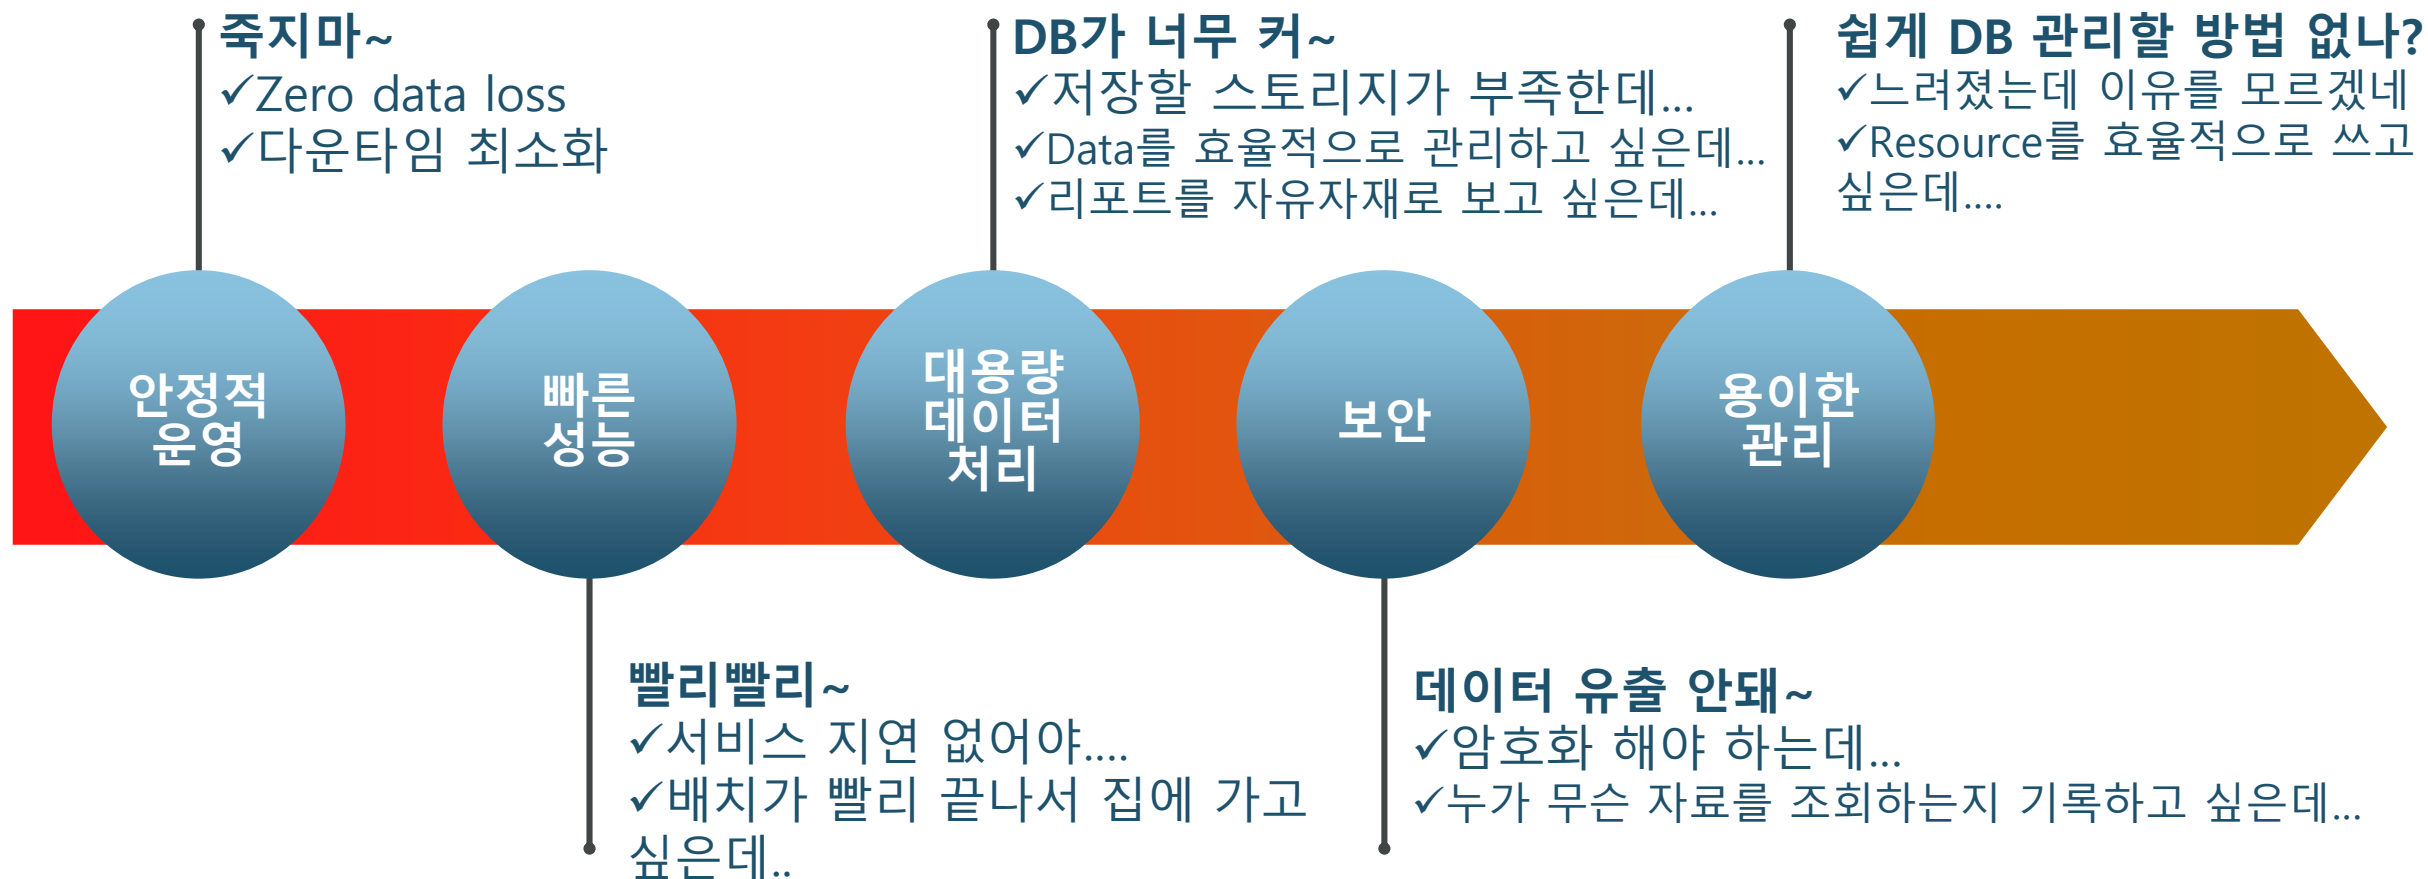 죽지마~
✓Zero data loss
✓다운타임 최소화
DB가 너무 커~
✓저장할 스토리지가 부족한데...
✓Data를 효율적으로 관리하고 싶은데...
✓리포트를 자유자재로 보고 싶은데...
쉽게 DB 관리할 방법 없나?
✓느려졌는데 이유를 모르겠네
✓Resource를 효율적으로 쓰고
싶은데....
안정적
운영
빠른
성능
대용량
데이터
처리
보안
용이한
관리
빨리빨리~
✓서비스 지연 없어야....
✓배치가 빨리 끝나서 집에 가고
싶은데..
데이터 유출 안돼~
✓암호화 해야 하는데...
✓누가 무슨 자료를 조회하는지 기록하고 싶은데...